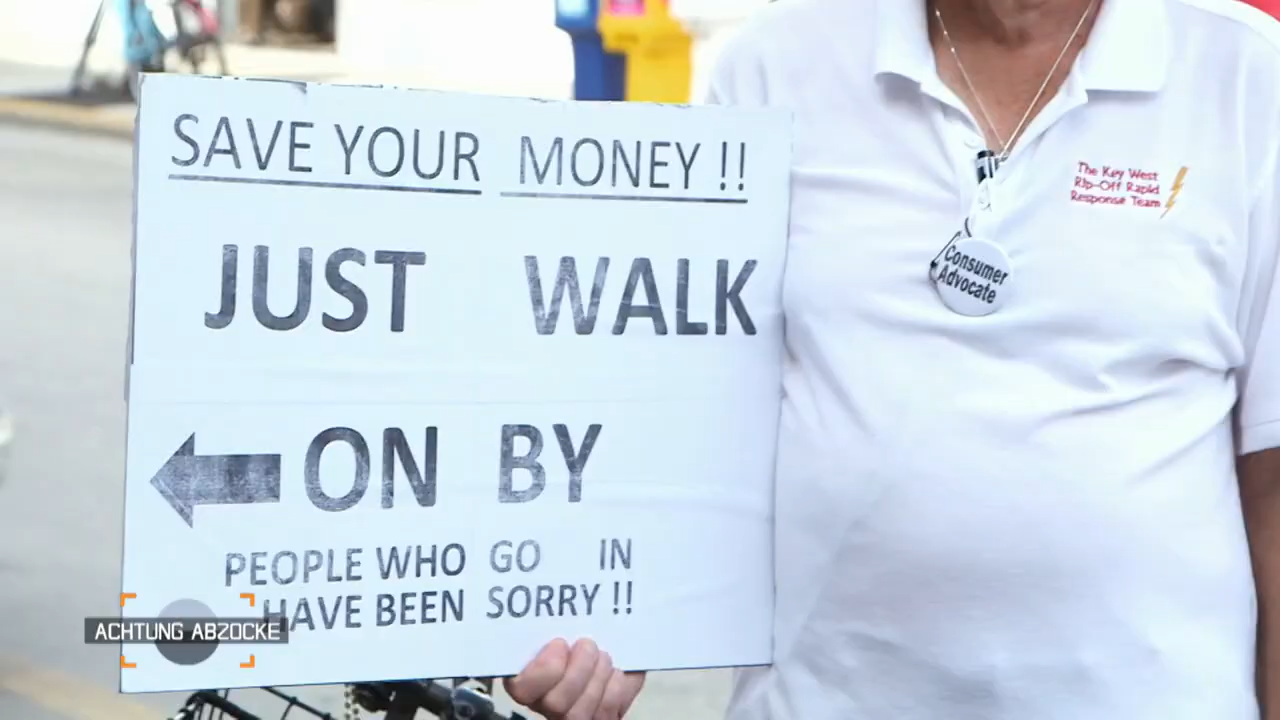 SAVE YOUR MONEY !!
JUST WALK
ON BY
PEOPLE WHO GO IN
HAVE BEEN SORRY !!
The Key West
Rip-Off Rapid
Response Team
Consumer
Advocate
ACHTUNG ABZOCKE